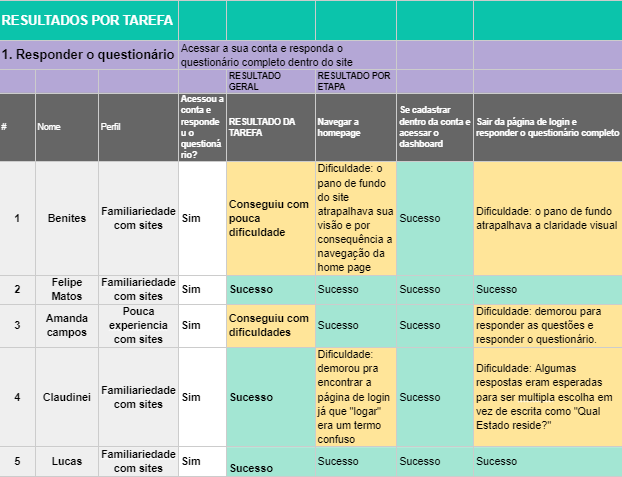 RESULTADOS POR TAREFA
1. Responder o questionário
Acessar a sua conta e responda o
questionário completo dentro do site
RESULTADO
GERAL
RESULTADO POR
ETAPA
#
Nome
Perfil
Acessou a
conta e
responde
u o
questioná
rio?
RESULTADO DA
TAREFA
Navegar a
homepage
Se cadastrar
dentro da conta e
acessar o
dashboard
Sair da página de login e
responder o questionário completo
1
Benites
Familiariedade
com sites
Sim
Conseguiu com
pouca
dificuldade
Dificuldade: o
pano de fundo
do site
atrapalhava sua
visão e por
consequência a
navegação da
home page
Sucesso
Dificuldade: o pano de fundo
atrapalhava a claridade visual
2
Felipe
Matos
Familiariedade
com sites
Sim
Sucesso
Sucesso
Sucesso
Sucesso
3
Amanda
campos
Pouca
experiencia
com sites
Sim
Conseguiu com
dificuldades
Sucesso
Sucesso
Dificuldade: demorou para
responder as questões e
responder o questionário.
4
Claudinei
Familiariedade
com sites
Sim
Sucesso
Dificuldade:
demorou pra
encontrar a
página de login
já que "logar"
era um termo
confuso
Sucesso
Dificuldade: Algumas
respostas eram esperadas
para ser multipla escolha em
vez de escrita como "Qual
Estado reside?"
5
Lucas
Familiariedade
com sites
Sim
Sucesso
Sucesso
Sucesso
Sucesso